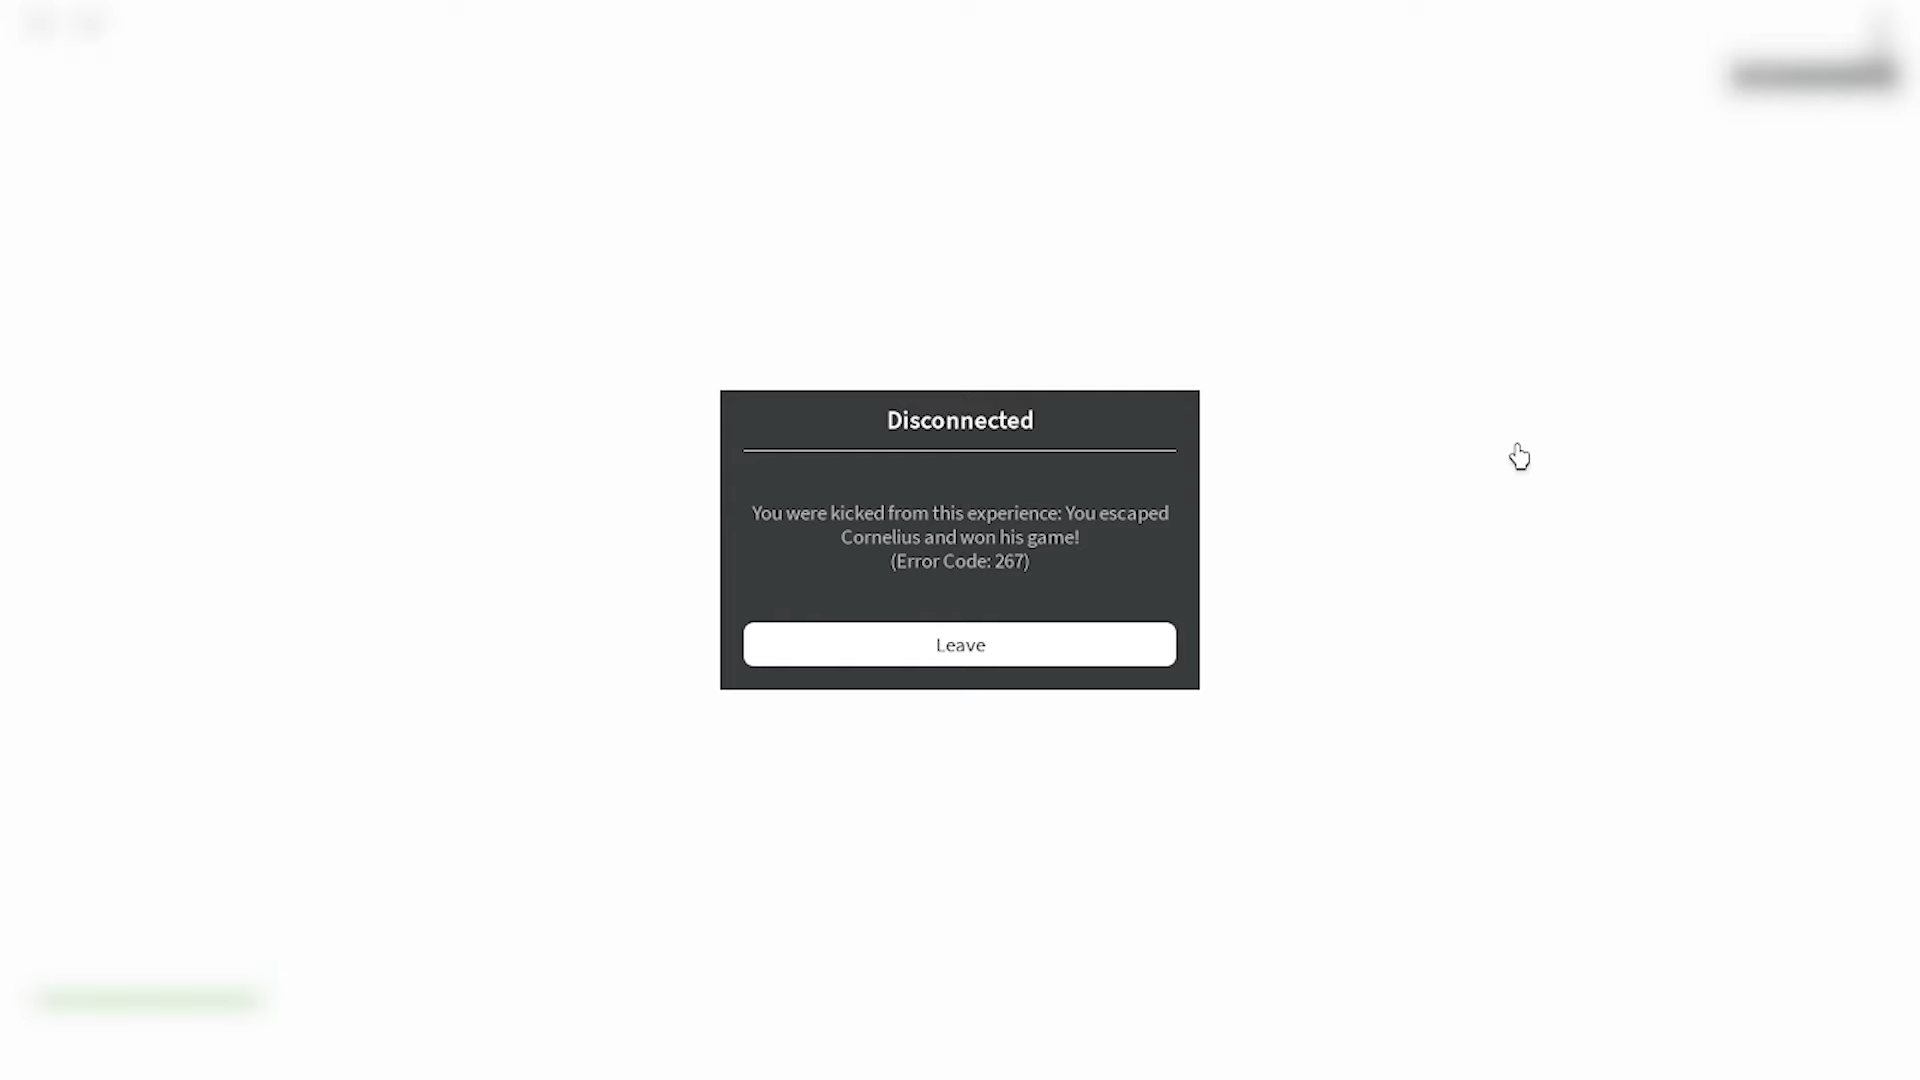 Disconnected
You were kicked from this experience: You escaped
Cornelius and won his game!
(Error Code: 267)
Leave